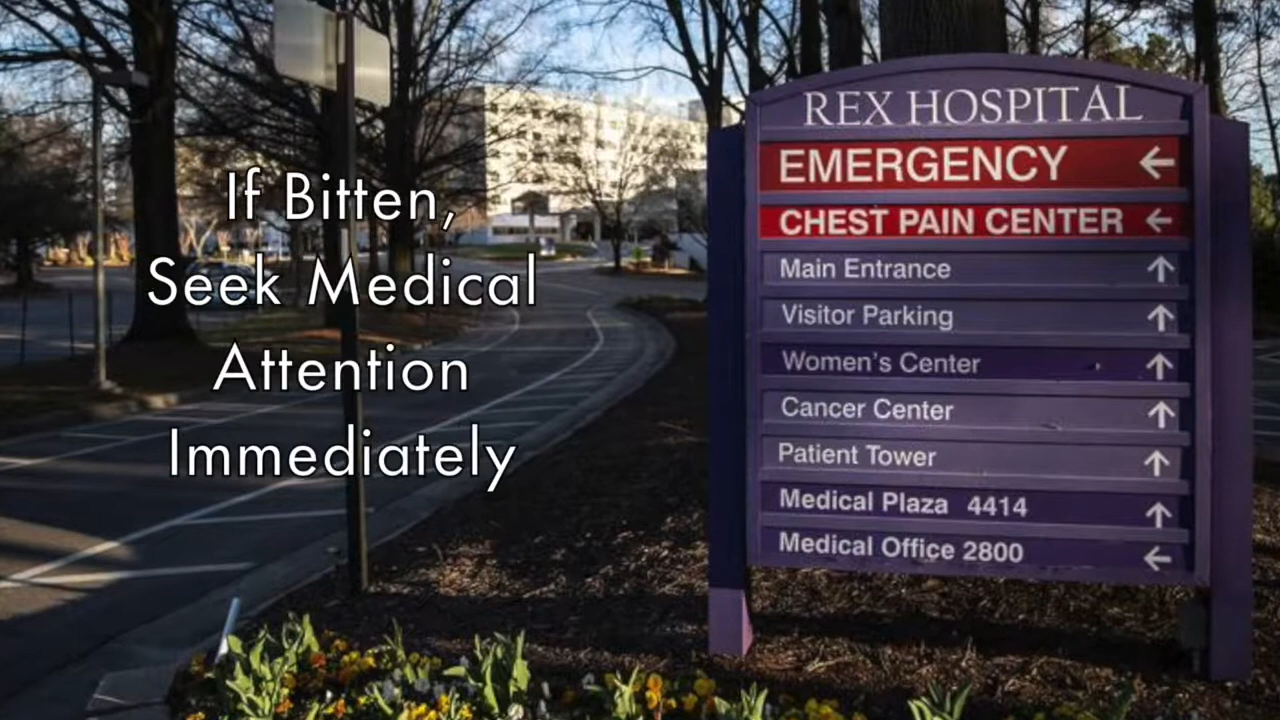 If Bitten,
Seek Medical
Attention
Immediately
REX HOSPITAL
EMERGENCY ←
CHEST PAIN CENTER ←
Main Entrance ↑
Visitor Parking ↑
Women's Center ↑
Cancer Center ↑
Patient Tower ↑
Medical Plaza 4414 ↑
Medical Office 2800 ←